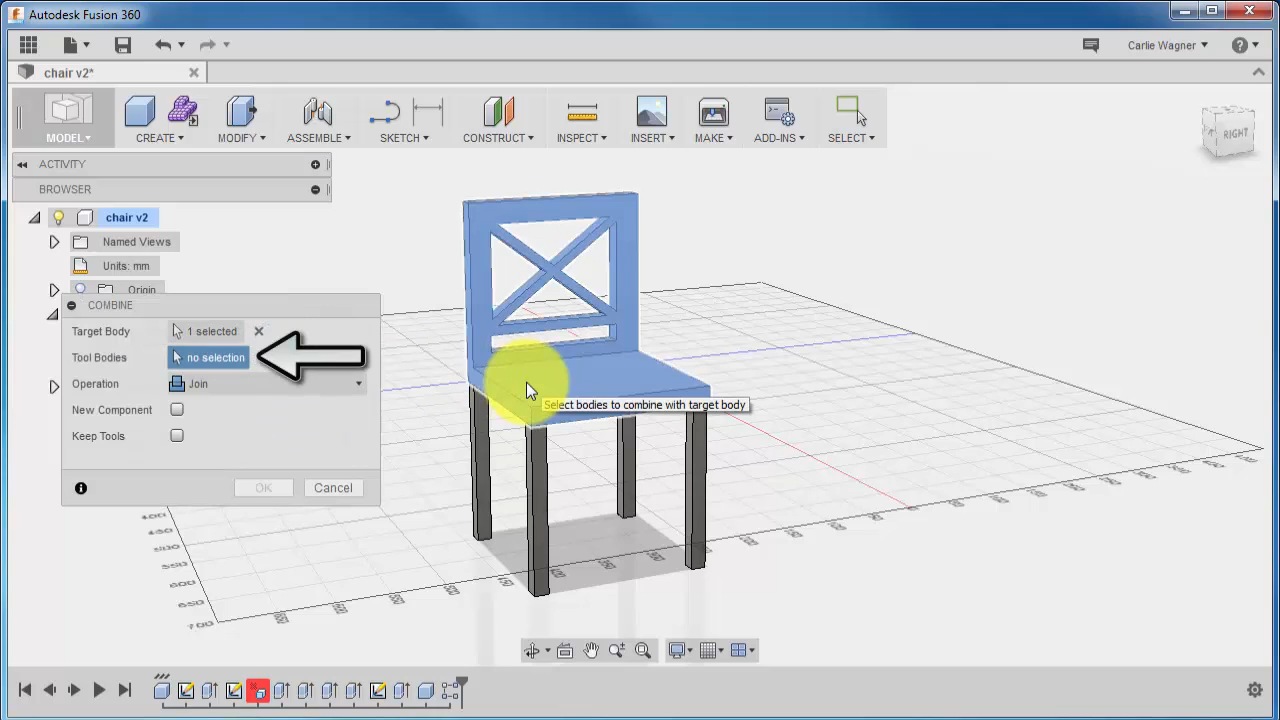 Autodesk Fusion 360
Carlie Wagner
chair v2*
MODEL
CREATE
MODIFY
ASSEMBLE
SKETCH
CONSTRUCT
INSPECT
INSERT
MAKE
ADD-INS
SELECT
RIGHT
ACTIVITY
BROWSER
chair v2
Named Views
Units: mm
Origin
COMBINE
Target Body 1 selected
Tool Bodies no selection
Operation Join
New Component
Keep Tools
OK Cancel
Select bodies to combine with target body